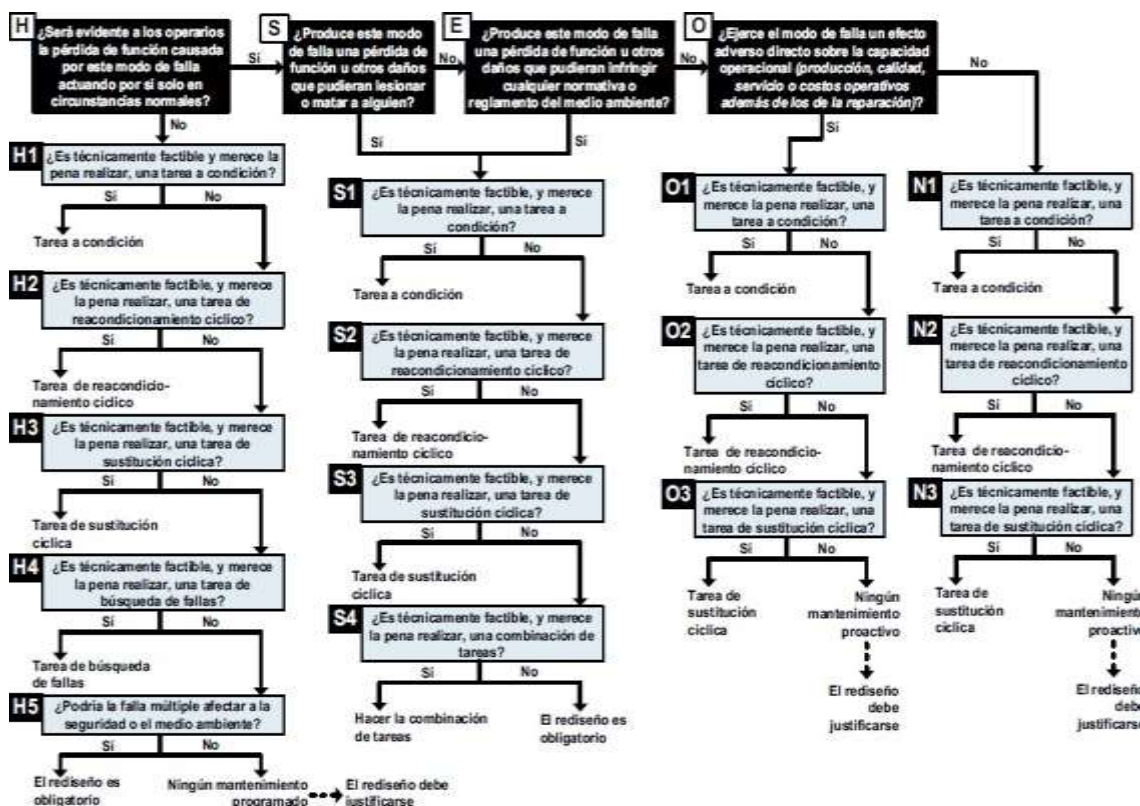 H
¿Será evidente a los operarios
la pérdida de función causada
por este modo de falla
actuando por si solo en
circunstancias normales?
Sí
No
S
¿Produce este modo
de falla una pérdida de
función u otros daños
que pudieran lesionar
o matar a alguien?
No
Sí
E
¿Produce este modo de falla
una pérdida de función u otros
daños que pudieran infringir
cualquier normativa o
reglamento del medio ambiente?
No
Sí
O
¿Ejerce el modo de falla un efecto
adverso directo sobre la capacidad
operacional (producción, calidad,
servicio o costos operativos
además de los de la reparación)?
No
Sí
H1
¿Es técnicamente factible, y merece la
pena realizar, una tarea a condición?
Sí
No
Tarea a condición
H2
¿Es técnicamente factible, y merece
la pena realizar, una tarea de
reacondicionamiento cíclico?
Sí
No
Tarea de reacondicio-
namiento cíclico
H3
¿Es técnicamente factible, y merece
la pena realizar, una tarea de
sustitución cíclica?
Sí
No
Tarea de sustitución
cíclica
H4
¿Es técnicamente factible, y merece
la pena realizar, una tarea de
búsqueda de fallas?
Sí
No
Tarea de búsqueda
de fallas
H5
¿Podría la falla múltiple afectar a la
seguridad o el medio ambiente?
Sí
No
El rediseño es
obligatorio
Ningún mantenimiento
programado
El rediseño debe
justificarse
S1
¿Es técnicamente factible, y merece
la pena realizar, una tarea a
condición?
Sí
No
Tarea a condición
S2
¿Es técnicamente factible, y merece
la pena realizar, una tarea de
reacondicionamiento cíclico?
Sí
No
Tarea de reacondicio-
namiento cíclico
S3
¿Es técnicamente factible, y merece
la pena realizar, una tarea de
sustitución cíclica?
Sí
No
Tarea de sustitución
cíclica
S4
¿Es técnicamente factible, y merece
la pena realizar, una combinación de
tareas?
Sí
No
Hacer la combinación
de tareas
El rediseño es
obligatorio
O1
¿Es técnicamente factible, y
merece la pena realizar, una
tarea a condición?
Sí
No
Tarea a condición
O2
¿Es técnicamente factible, y
merece la pena realizar, una
tarea de reacondicionamiento
cíclico?
Sí
No
Tarea de reacondicio-
namiento cíclico
O3
¿Es técnicamente factible, y
merece la pena realizar, una
tarea de sustitución cíclica?
Sí
No
Tarea de
sustitución
cíclica
Ningún
mantenimiento
proactivo
El rediseño
debe
justificarse
N1
¿Es técnicamente factible, y
merece la pena realizar, una
tarea a condición?
Sí
No
Tarea a condición
N2
¿Es técnicamente factible, y
merece la pena realizar, una
tarea de reacondicionamiento
cíclico?
Sí
No
Tarea de reacondicio-
namiento cíclico
N3
¿Es técnicamente factible, y
merece la pena realizar, una
tarea de sustitución cíclica?
Sí
No
Tarea de
sustitución
cíclica
Ningún
mantenimiento
proactivo
El rediseño
debe
justificarse